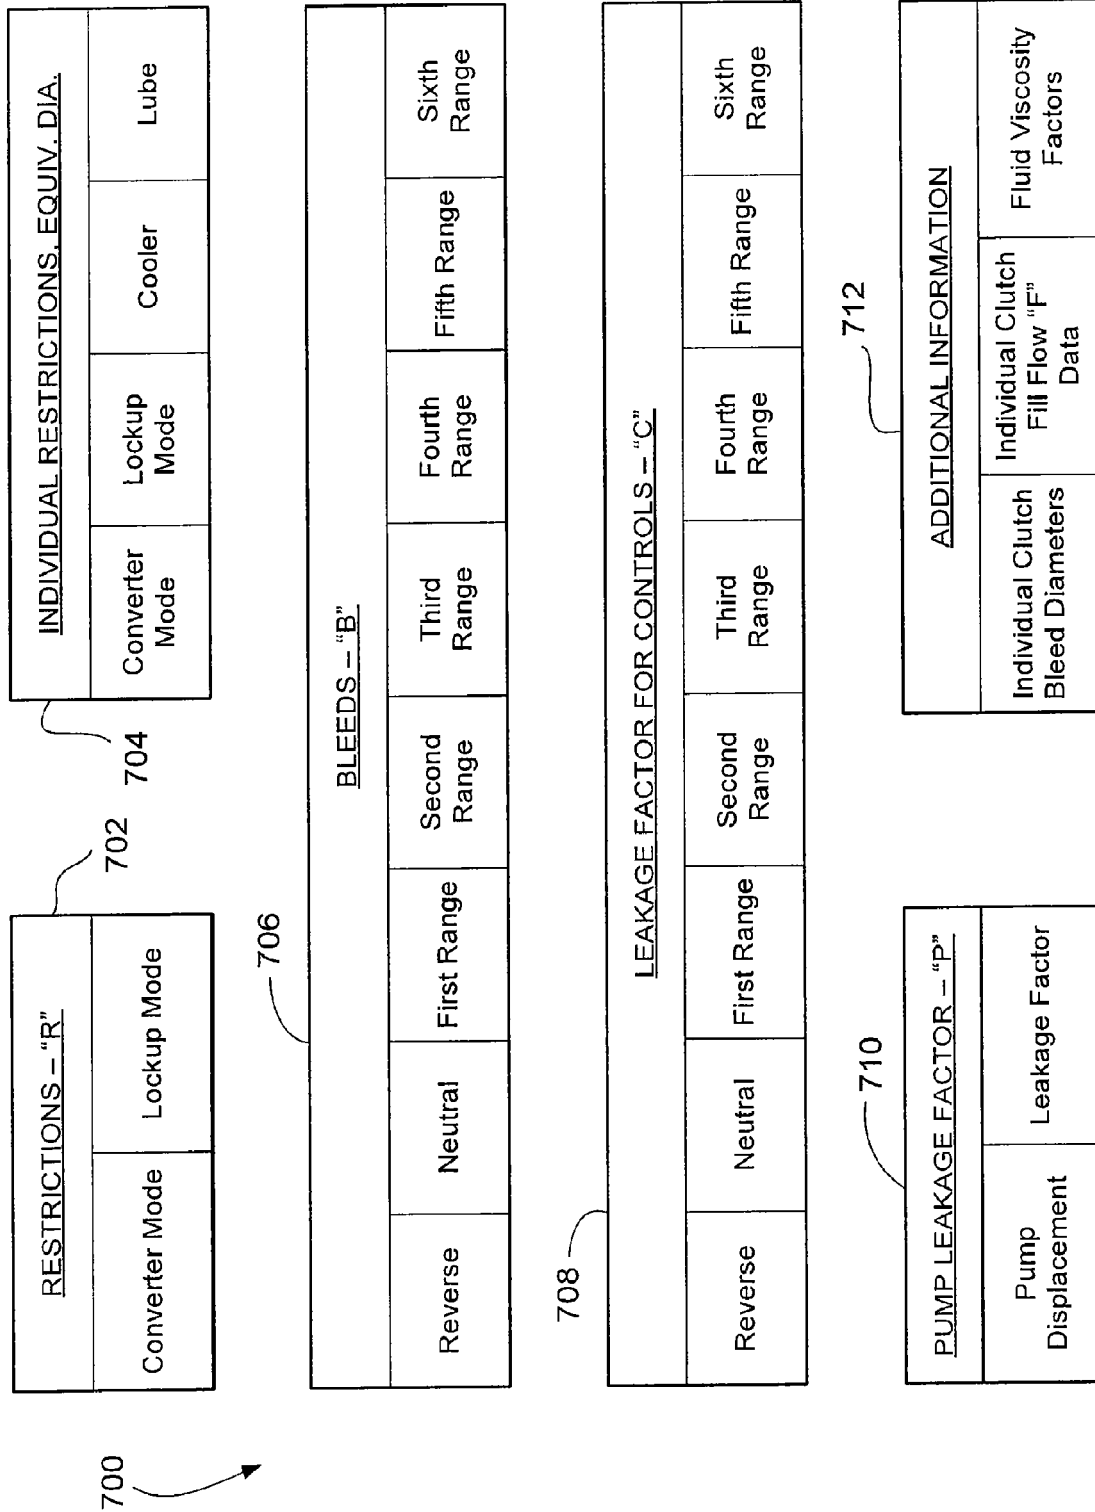 700
702
RESTRICTIONS – “R”
Converter Mode
Lockup Mode
704
INDIVIDUAL RESTRICTIONS, EQUIV. DIA.
Converter
Mode
Lockup
Mode
Cooler
Lube
706
BLEEDS – “B”
Reverse
Neutral
First Range
Second
Range
Third
Range
Fourth
Range
Fifth Range
Sixth
Range
708
LEAKAGE FACTOR FOR CONTROLS – “C”
Reverse
Neutral
First Range
Second
Range
Third
Range
Fourth
Range
Fifth Range
Sixth
Range
710
PUMP LEAKAGE FACTOR – “P”
Pump
Displacement
Leakage Factor
712
ADDITIONAL INFORMATION
Individual Clutch
Bleed Diameters
Individual Clutch
Fill Flow “F”
Data
Fluid Viscosity
Factors